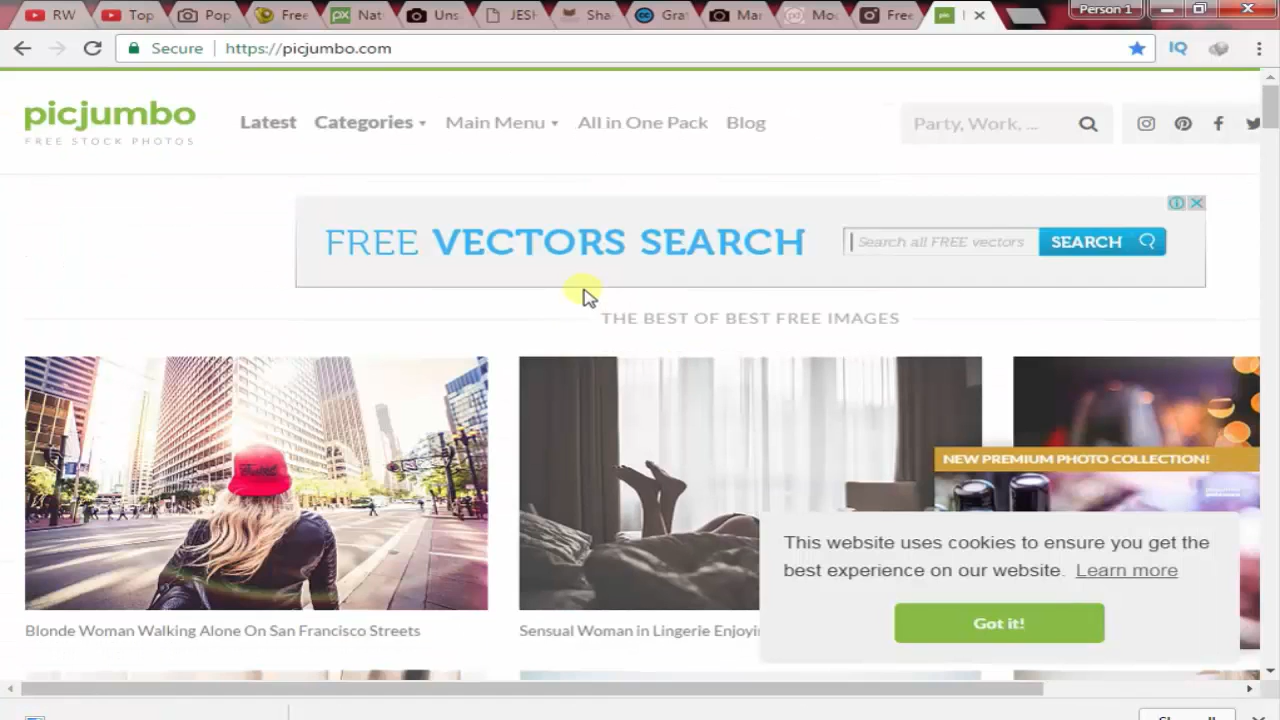 RW
Top
Pop
Free
Nat
Uns
JESH
Sha
Gra
Mar
Moc
Free
Person 1
Secure
https://picjumbo.com
IQ
picjumbo
FREE STOCK PHOTOS
Latest
Categories
Main Menu
All in One Pack
Blog
Party, Work, ...
FREE VECTORS SEARCH
Search all FREE vectors
SEARCH
THE BEST OF BEST FREE IMAGES
NEW PREMIUM PHOTO COLLECTION!
This website uses cookies to ensure you get the
best experience on our website. Learn more
Got it!
Blonde Woman Walking Alone On San Francisco Streets
Sensual Woman in Lingerie Enjoyi